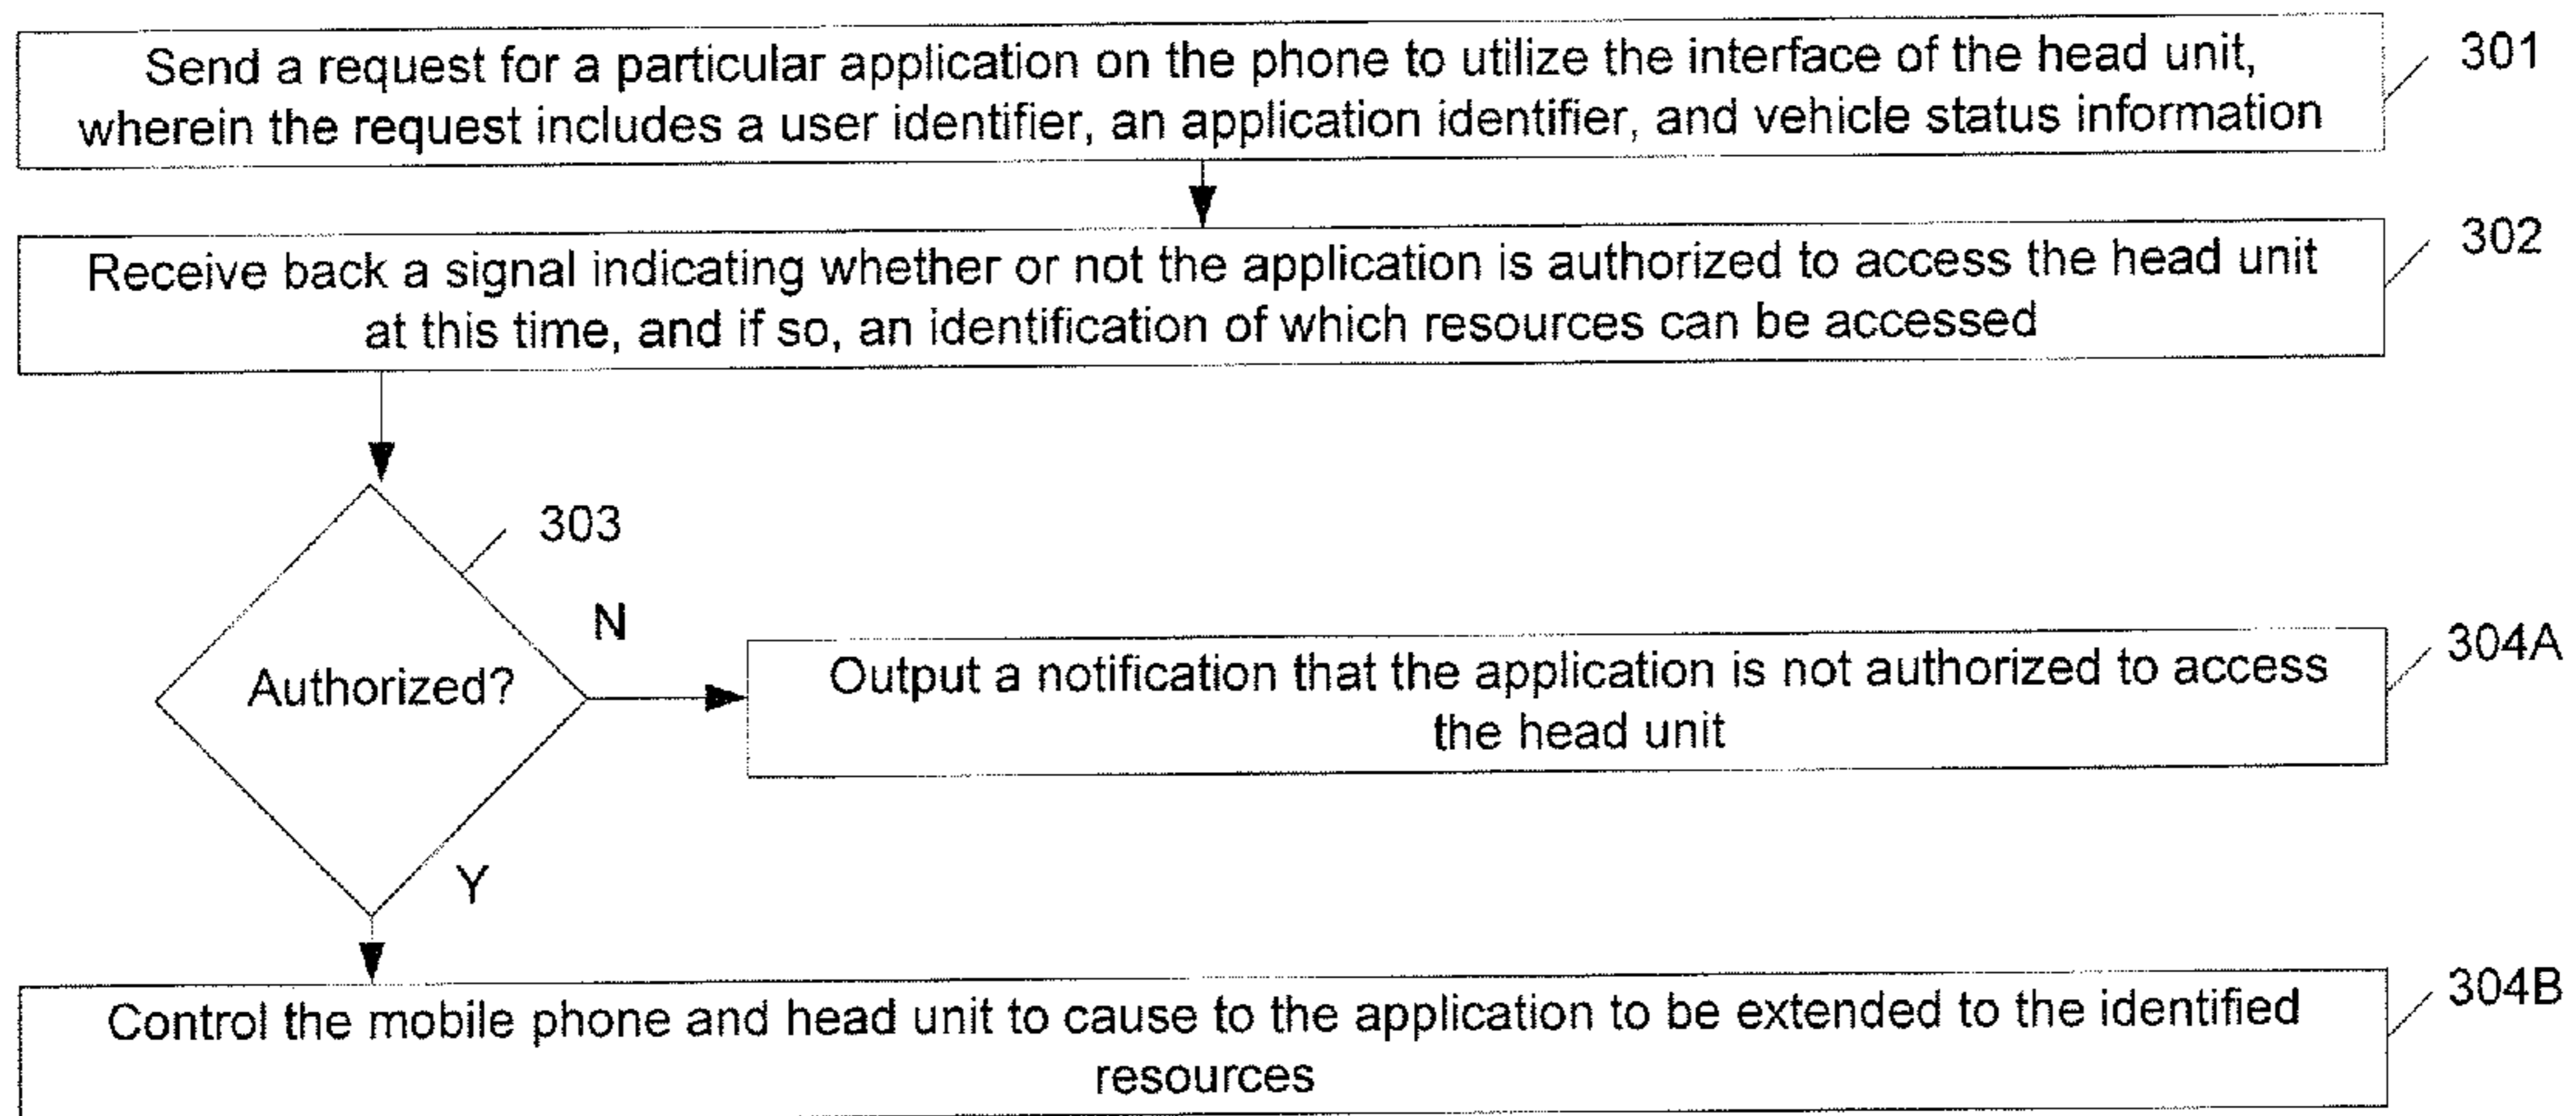 Send a request for a particular application on the phone to utilize the interface of the head unit,
wherein the request includes a user identifier, an application identifier, and vehicle status information
301
Receive back a signal indicating whether or not the application is authorized to access the head unit
at this time, and if so, an identification of which resources can be accessed
302
303
Authorized?
N
Output a notification that the application is not authorized to access
the head unit
304A
Y
Control the mobile phone and head unit to cause to the application to be extended to the identified
resources
304B